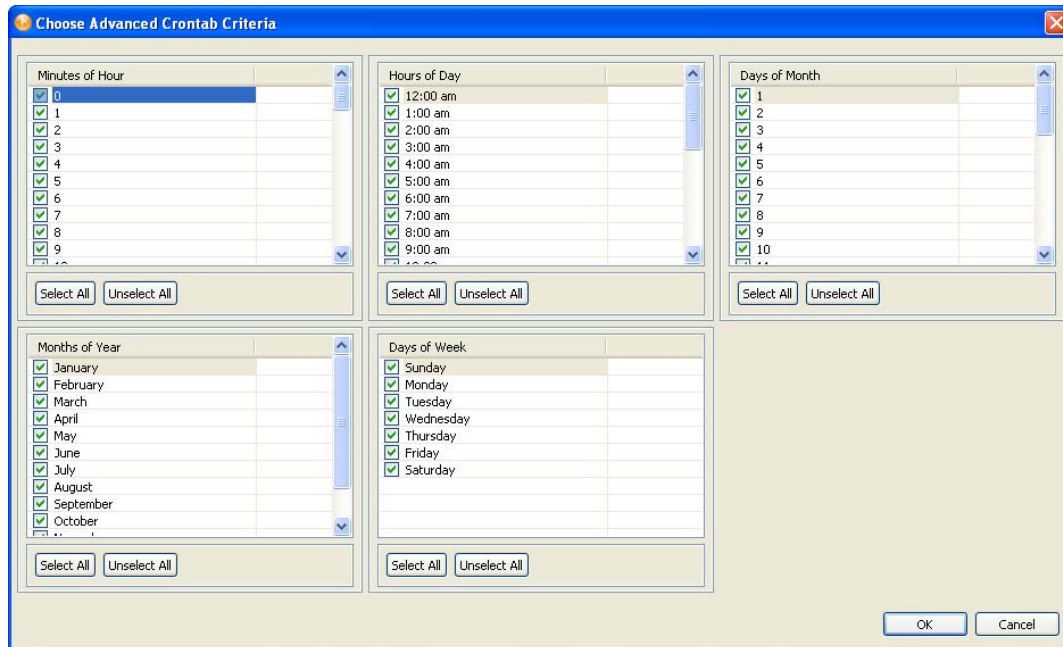 Choose Advanced Crontab Criteria
Minutes of Hour
0
1
2
3
4
5
6
7
8
9
Select All Unselect All
Hours of Day
12:00 am
1:00 am
2:00 am
3:00 am
4:00 am
5:00 am
6:00 am
7:00 am
8:00 am
9:00 am
Select All Unselect All
Days of Month
1
2
3
4
5
6
7
8
9
10
Select All Unselect All
Months of Year
January
February
March
April
May
June
July
August
September
October
Select All Unselect All
Days of Week
Sunday
Monday
Tuesday
Wednesday
Thursday
Friday
Saturday
Select All Unselect All
OK Cancel